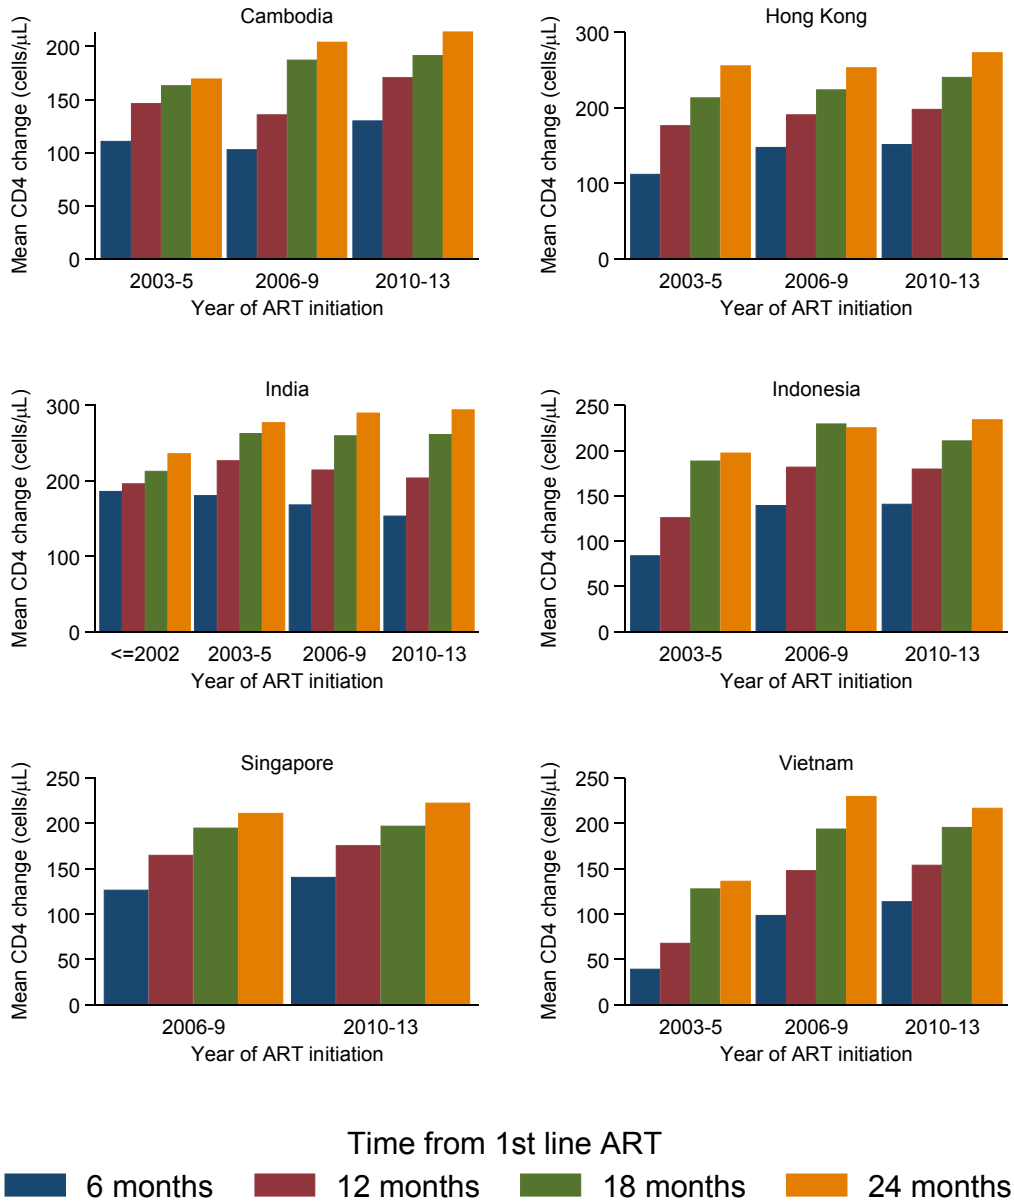 Cambodia
Mean CD4 change (cells/μL)
200
150
100
50
0
2003-5 2006-9 2010-13
Year of ART initiation
Hong Kong
Mean CD4 change (cells/μL)
300
200
100
0
2003-5 2006-9 2010-13
Year of ART initiation
India
Mean CD4 change (cells/μL)
300
200
100
0
<=2002 2003-5 2006-9 2010-13
Year of ART initiation
Indonesia
Mean CD4 change (cells/μL)
250
200
150
100
50
0
2003-5 2006-9 2010-13
Year of ART initiation
Singapore
Mean CD4 change (cells/μL)
250
200
150
100
50
0
2006-9 2010-13
Year of ART initiation
Vietnam
Mean CD4 change (cells/μL)
250
200
150
100
50
0
2003-5 2006-9 2010-13
Year of ART initiation
Time from 1st line ART
6 months 12 months 18 months 24 months